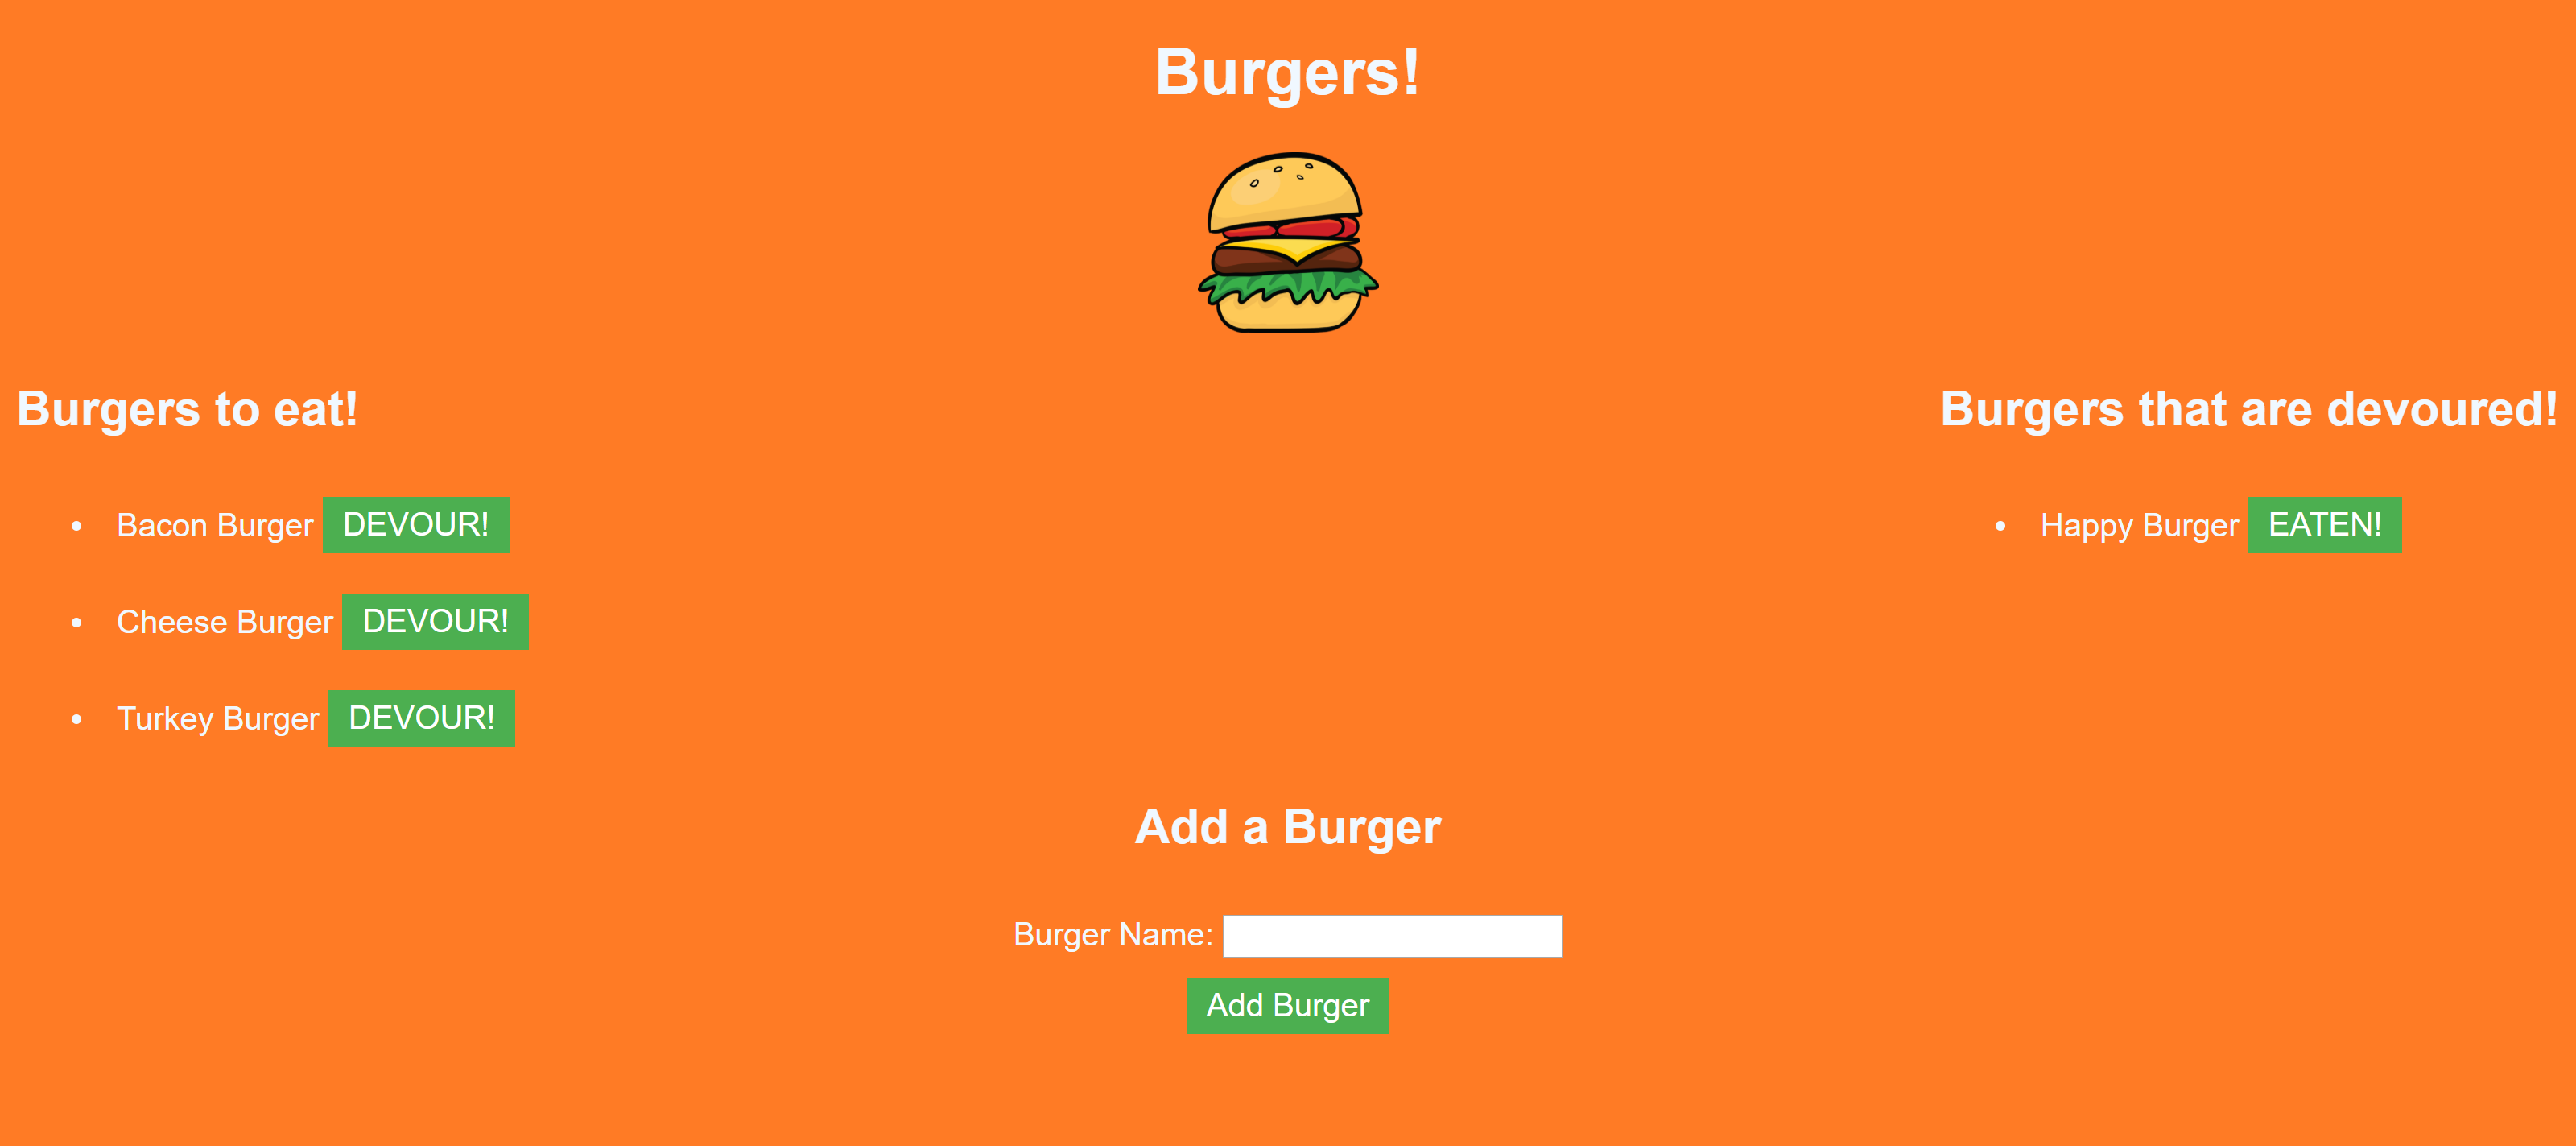 Burgers!
Burgers to eat!
Bacon Burger DEVOUR!
Cheese Burger DEVOUR!
Turkey Burger DEVOUR!
Burgers that are devoured!
Happy Burger EATEN!
Add a Burger
Burger Name:
Add Burger